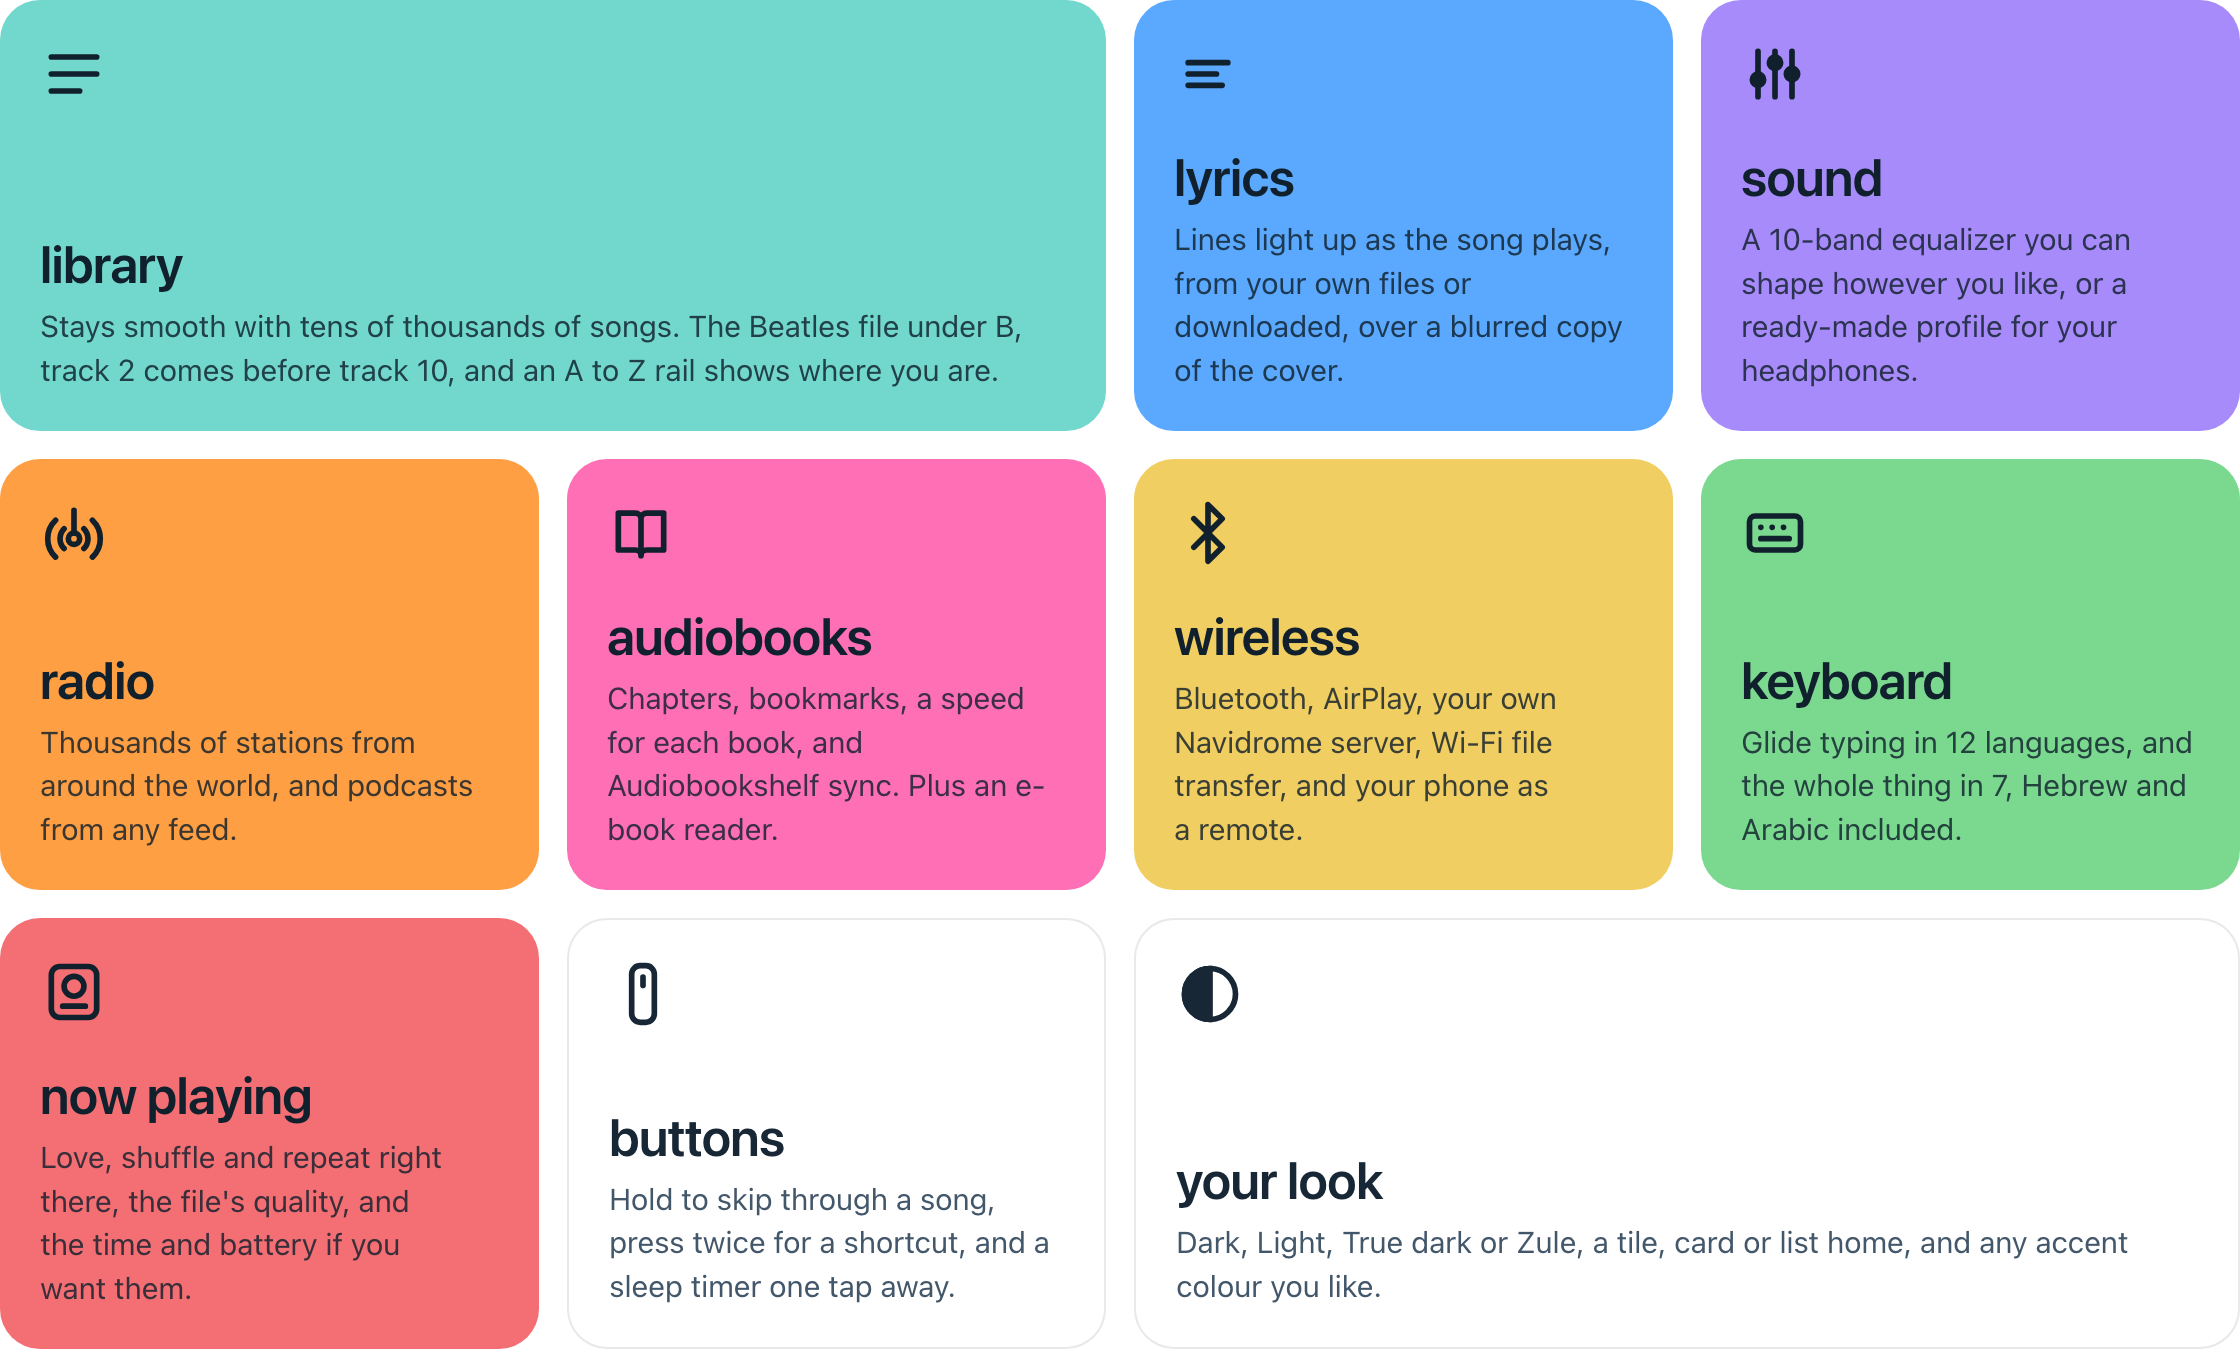 library
Stays smooth with tens of thousands of songs. The Beatles file under B,
track 2 comes before track 10, and an A to Z rail shows where you are.
lyrics
Lines light up as the song plays,
from your own files or
downloaded, over a blurred copy
of the cover.
sound
A 10-band equalizer you can
shape however you like, or a
ready-made profile for your
headphones.
radio
Thousands of stations from
around the world, and podcasts
from any feed.
audiobooks
Chapters, bookmarks, a speed
for each book, and
Audiobookshelf sync. Plus an e-
book reader.
wireless
Bluetooth, AirPlay, your own
Navidrome server, Wi-Fi file
transfer, and your phone as
a remote.
keyboard
Glide typing in 12 languages, and
the whole thing in 7, Hebrew and
Arabic included.
now playing
Love, shuffle and repeat right
there, the file's quality, and
the time and battery if you
want them.
buttons
Hold to skip through a song,
press twice for a shortcut, and a
sleep timer one tap away.
your look
Dark, Light, True dark or Zule, a tile, card or list home, and any accent
colour you like.